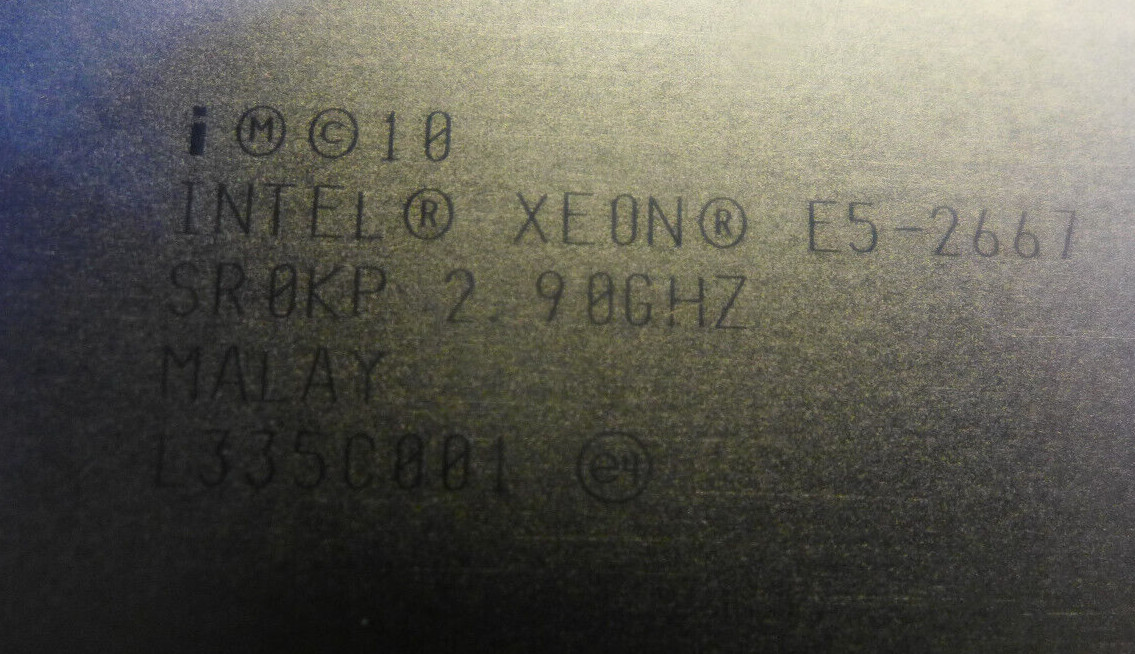 i Ⓜ © 10
INTEL® XEON® E5-2667
SR0KP 2.90GHZ
MALAY
L335C001 e4